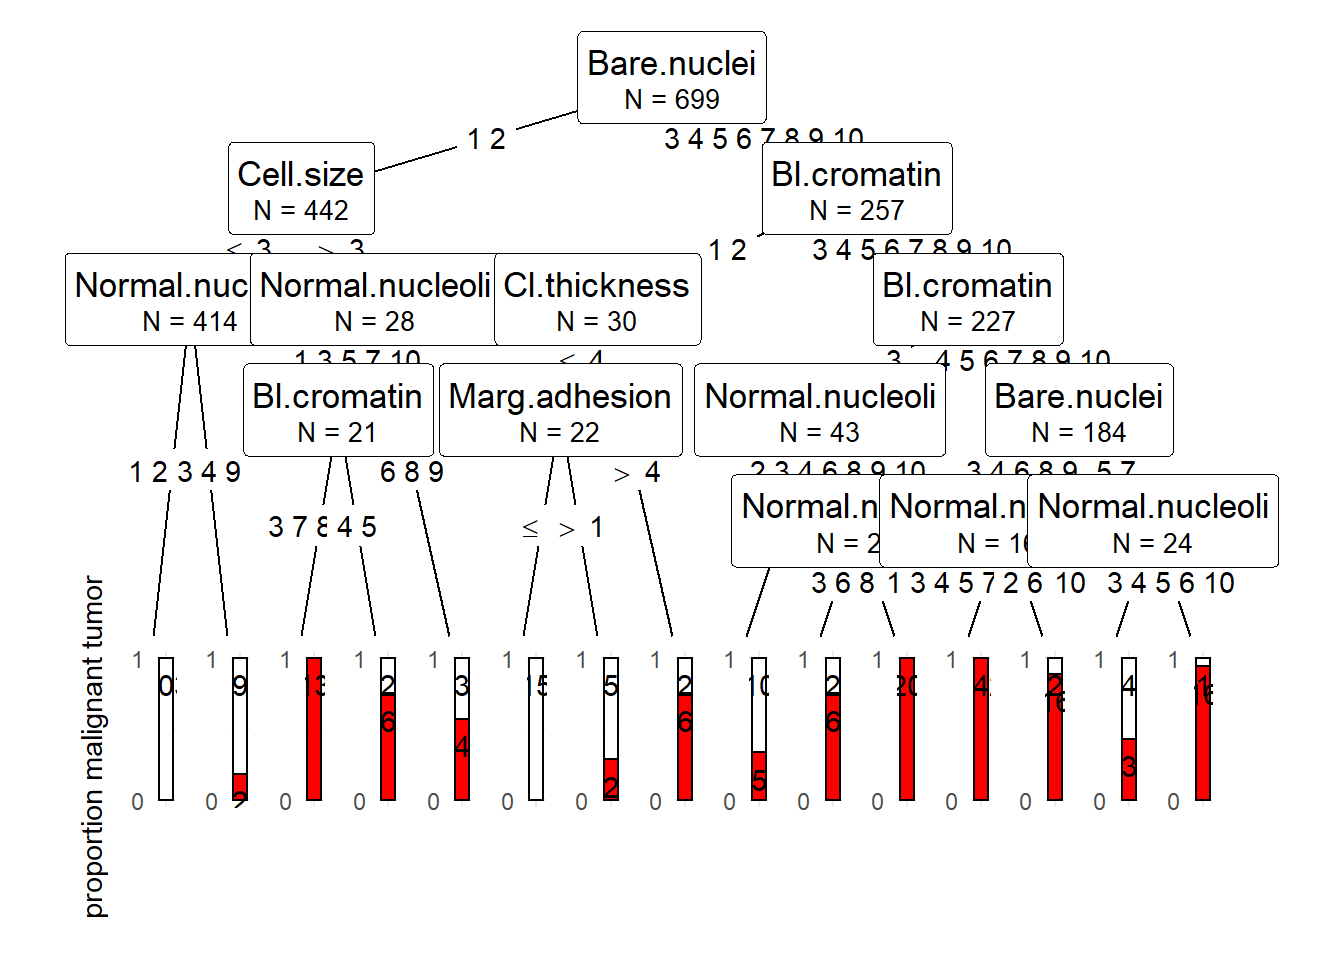 Bare.nuclei
N = 699
1 2
3 4 5 6 7 8 9 10
Cell.size
N = 442
Bl.cromatin
N = 257
≤ 3
> 3
1 2
3 4 5 6 7 8 9 10
Normal.nuc
N = 414
Normal.nucleoli
N = 28
Cl.thickness
N = 30
Bl.cromatin
N = 227
1 3 5 7 10
≤ 4
3
4 5 6 7 8 9 10
Bl.cromatin
N = 21
Marg.adhesion
N = 22
Normal.nucleoli
N = 43
Bare.nuclei
N = 184
1 2 3 4 9
6 8 9
> 4
2 3 4 6 8 9 10
3 4 6 8 9
5 7
Normal.n
N = 2
Normal.n
N = 16
Normal.nucleoli
N = 24
3 7 8
4 5
≤
> 1
3 6 8
1 3 4 5 7
2 6 10
3 4 5 6 10
proportion malignant tumor
1 1 1 1 1 1 1 1 1 1 1 1 1 1 1
9 13 2 3 15 5 2 10 2 20 4 2 4 1
6 4 2 6 5 6 3
0 0 0 0 0 0 0 0 0 0 0 0 0 0 0